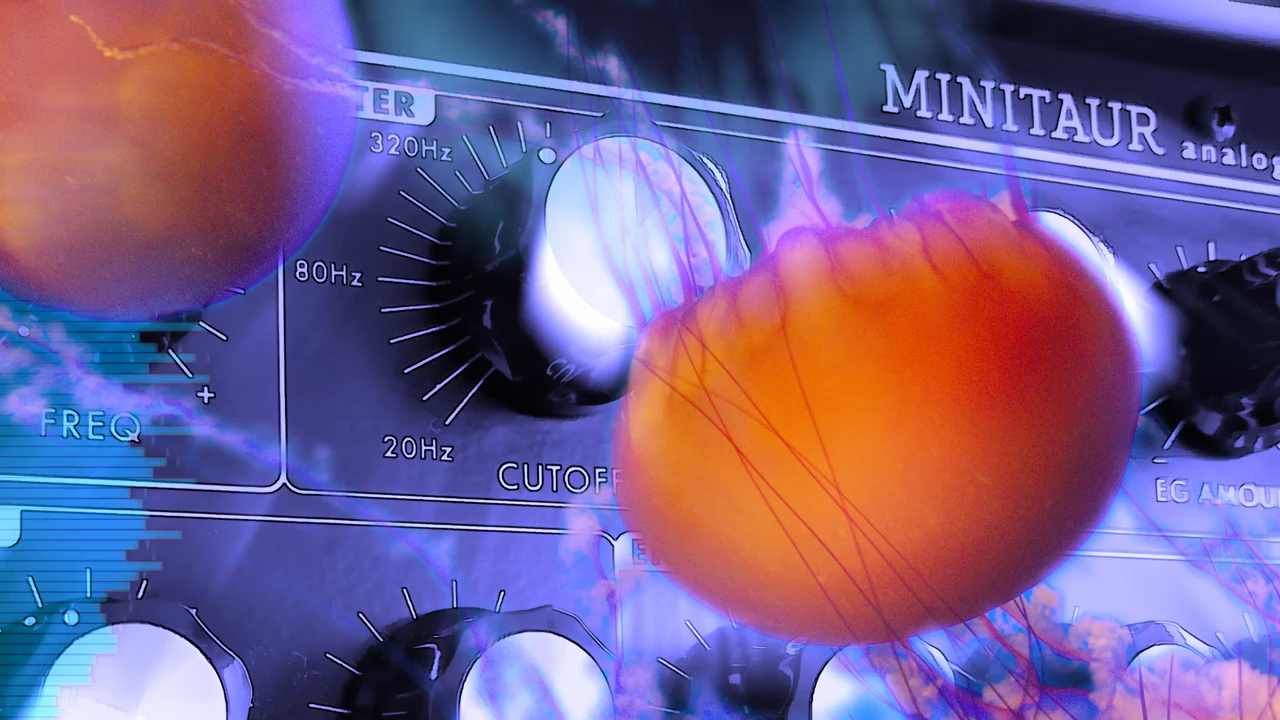 MINITAUR
analog
TER
320Hz
80Hz
FREQ
+
20Hz
CUTOFF
EG AMOU